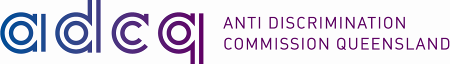 adcq
ANTI DISCRIMINATION
COMMISSION QUEENSLAND